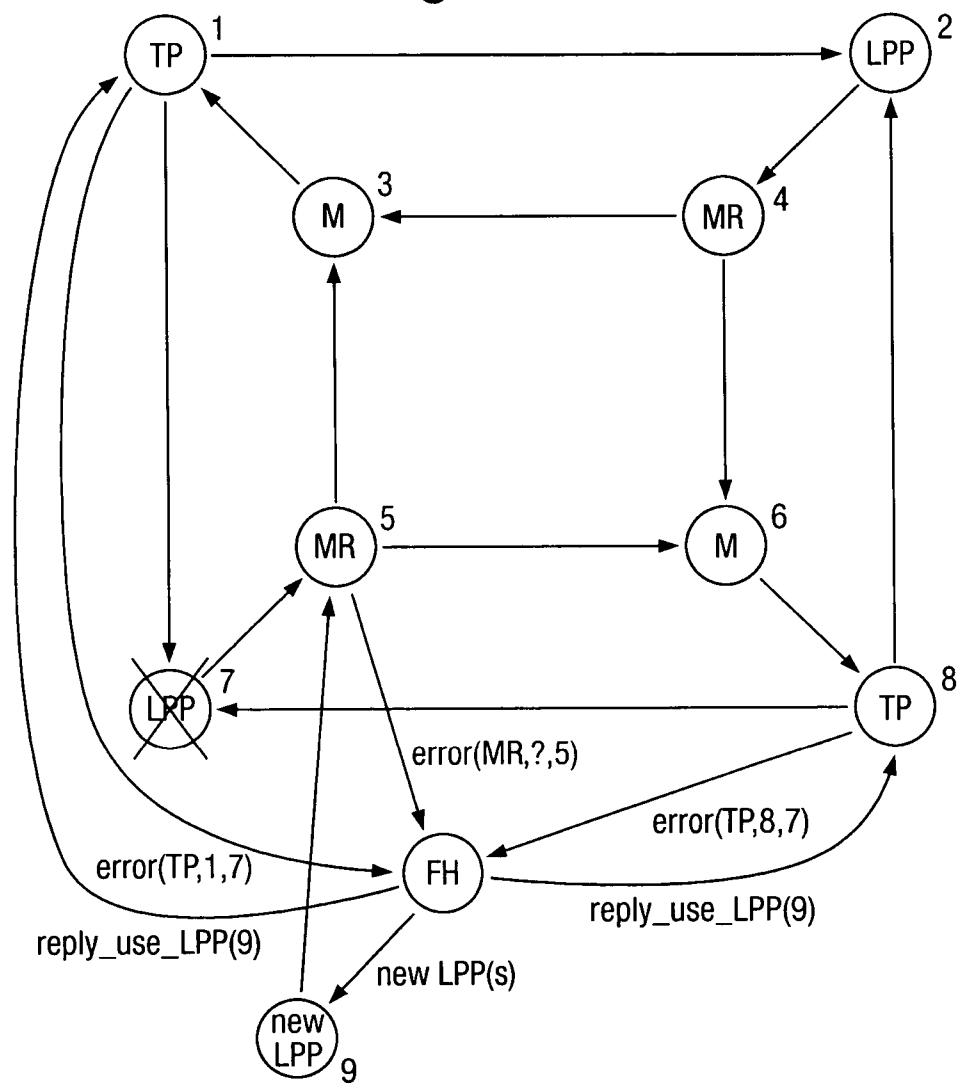 TP 1
LPP 2
M 3
MR 4
MR 5
M 6
LPP 7
TP 8
error(MR,?,5)
error(TP,8,7)
error(TP,1,7)
FH
reply_use_LPP(9)
reply_use_LPP(9)
new LPP(s)
new
LPP 9